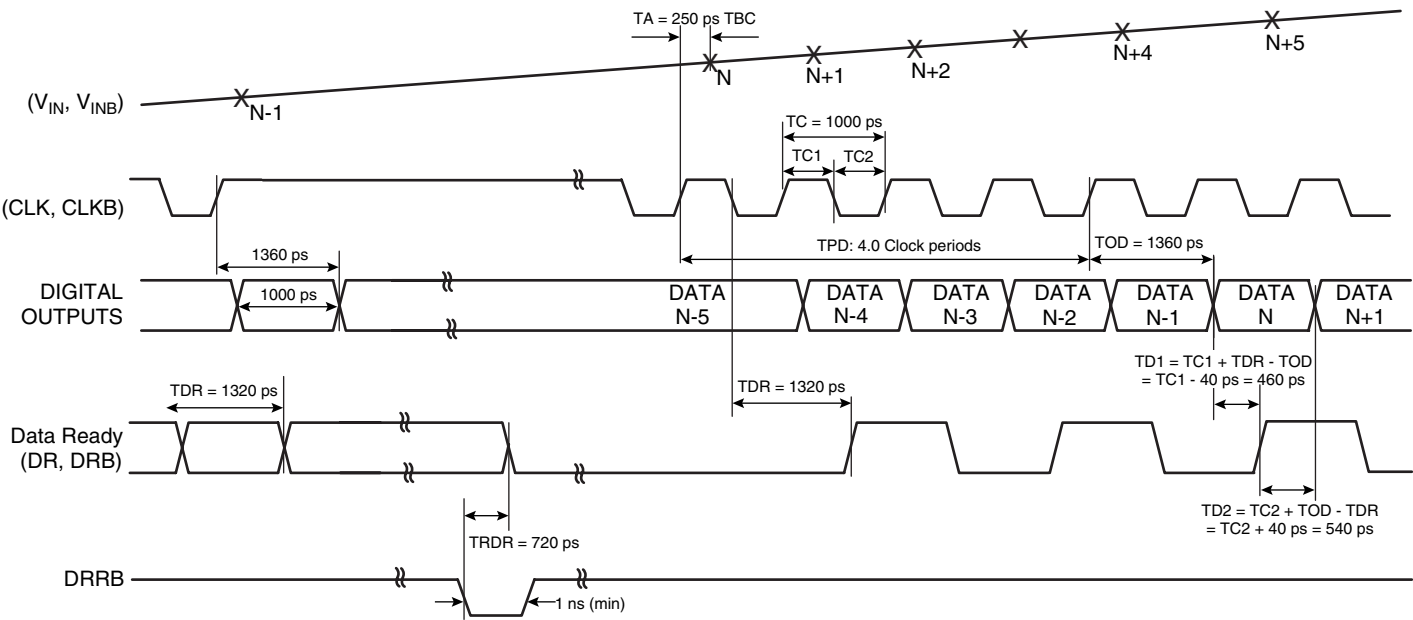 TA = 250 ps TBC
(VIN, VINB)
N-1
N
N+1
N+2
N+4
N+5
TC = 1000 ps
TC1
TC2
(CLK, CLKB)
1360 ps
TPD: 4.0 Clock periods
TOD = 1360 ps
DIGITAL
OUTPUTS
1000 ps
DATA
N-5
DATA
N-4
DATA
N-3
DATA
N-2
DATA
N-1
DATA
N
DATA
N+1
TD1 = TC1 + TDR - TOD
= TC1 - 40 ps = 460 ps
TDR = 1320 ps
TDR = 1320 ps
Data Ready
(DR, DRB)
TD2 = TC2 + TOD - TDR
= TC2 + 40 ps = 540 ps
TRDR = 720 ps
DRRB
1 ns (min)